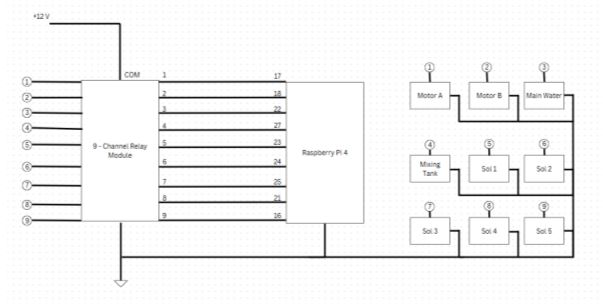 +12 V
COM
1 17
2 18
3 22
4 27
5 23
6 24
7 25
8 21
9 16
1
2
3
4
5
6
7
8
9
9 - Channel Relay
Module
Raspberry Pi 4
1 2 3
Motor A Motor B Main Water
4 5 6
Mixing
Tank
Sol 1 Sol 2
7 8 9
Sol 3 Sol 4 Sol 5